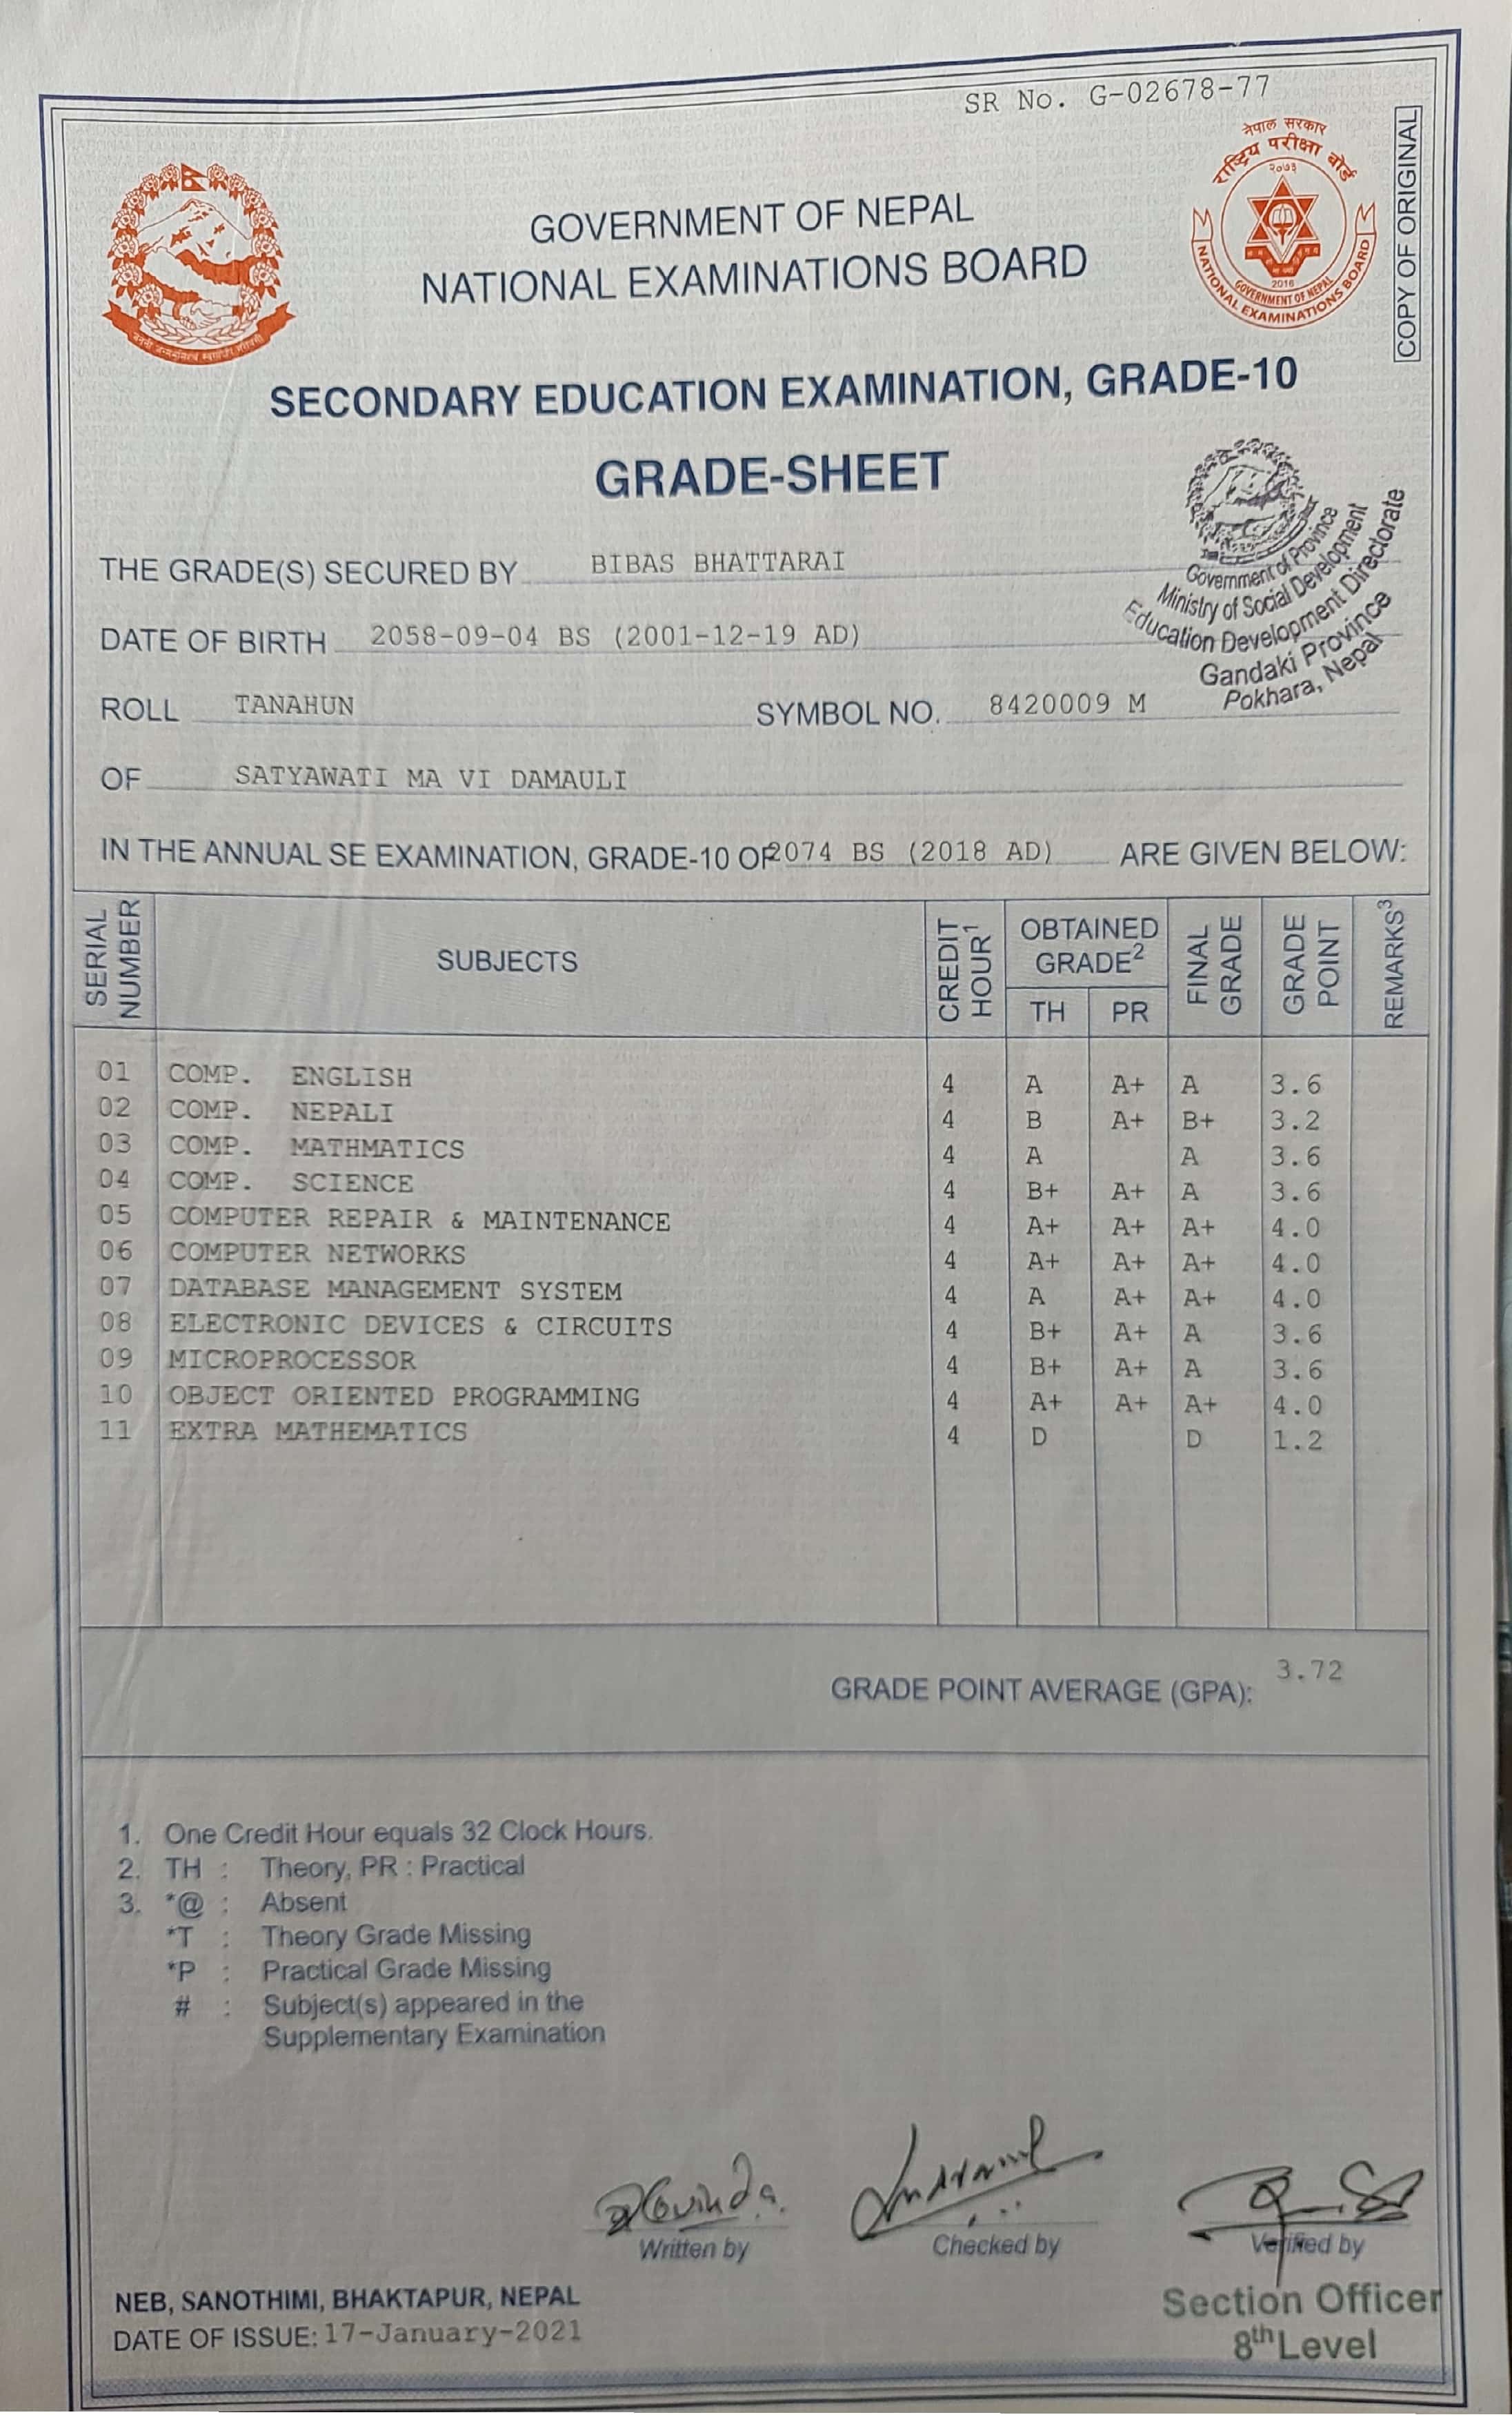 SR No. G-02678-77
COPY OF ORIGINAL
नेपाल सरकार
राष्ट्रिय परीक्षा बोर्ड
२०७३
2016
GOVERNMENT OF NEPAL
NATIONAL EXAMINATIONS BOARD
GOVERNMENT OF NEPAL
NATIONAL EXAMINATIONS BOARD
SECONDARY EDUCATION EXAMINATION, GRADE-10
GRADE-SHEET
Government of Province
Ministry of Social Development
Education Development Directorate
Gandaki Province
Pokhara, Nepal
THE GRADE(S) SECURED BY BIBAS BHATTARAI
DATE OF BIRTH 2058-09-04 BS (2001-12-19 AD)
ROLL TANAHUN SYMBOL NO. 8420009 M
OF SATYAWATI MA VI DAMAULI
IN THE ANNUAL SE EXAMINATION, GRADE-10 OF 2074 BS (2018 AD) ARE GIVEN BELOW:
SERIAL NUMBER SUBJECTS CREDIT HOUR¹ OBTAINED GRADE² FINAL GRADE GRADE POINT REMARKS³
TH PR
01 COMP. ENGLISH 4 A A+ A 3.6
02 COMP. NEPALI 4 B A+ B+ 3.2
03 COMP. MATHMATICS 4 A A 3.6
04 COMP. SCIENCE 4 B+ A+ A 3.6
05 COMPUTER REPAIR & MAINTENANCE 4 A+ A+ A+ 4.0
06 COMPUTER NETWORKS 4 A+ A+ A+ 4.0
07 DATABASE MANAGEMENT SYSTEM 4 A A+ A+ 4.0
08 ELECTRONIC DEVICES & CIRCUITS 4 B+ A+ A 3.6
09 MICROPROCESSOR 4 B+ A+ A 3.6
10 OBJECT ORIENTED PROGRAMMING 4 A+ A+ A+ 4.0
11 EXTRA MATHEMATICS 4 D D 1.2
GRADE POINT AVERAGE (GPA): 3.72
1. One Credit Hour equals 32 Clock Hours.
2. TH : Theory, PR : Practical
3. *@ : Absent
*T : Theory Grade Missing
*P : Practical Grade Missing
# : Subject(s) appeared in the
Supplementary Examination
Govinda
Written by Checked by Verified by
Section Officer
8th Level
NEB, SANOTHIMI, BHAKTAPUR, NEPAL
DATE OF ISSUE: 17-January-2021